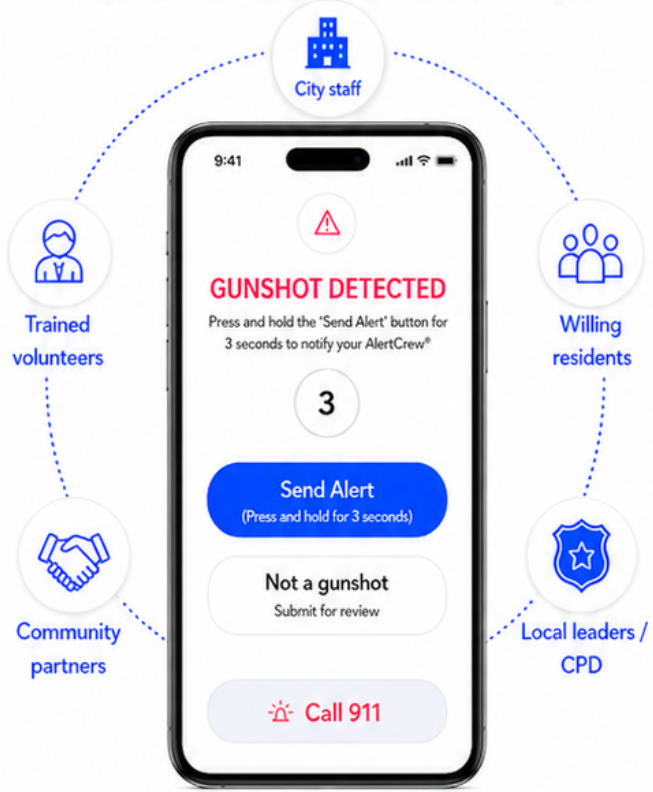 City staff
9:41
GUNSHOT DETECTED
Press and hold the 'Send Alert' button for
3 seconds to notify your AlertCrew®
3
Send Alert
(Press and hold for 3 seconds)
Not a gunshot
Submit for review
Call 911
Trained
volunteers
Willing
residents
Community
partners
Local leaders /
CPD